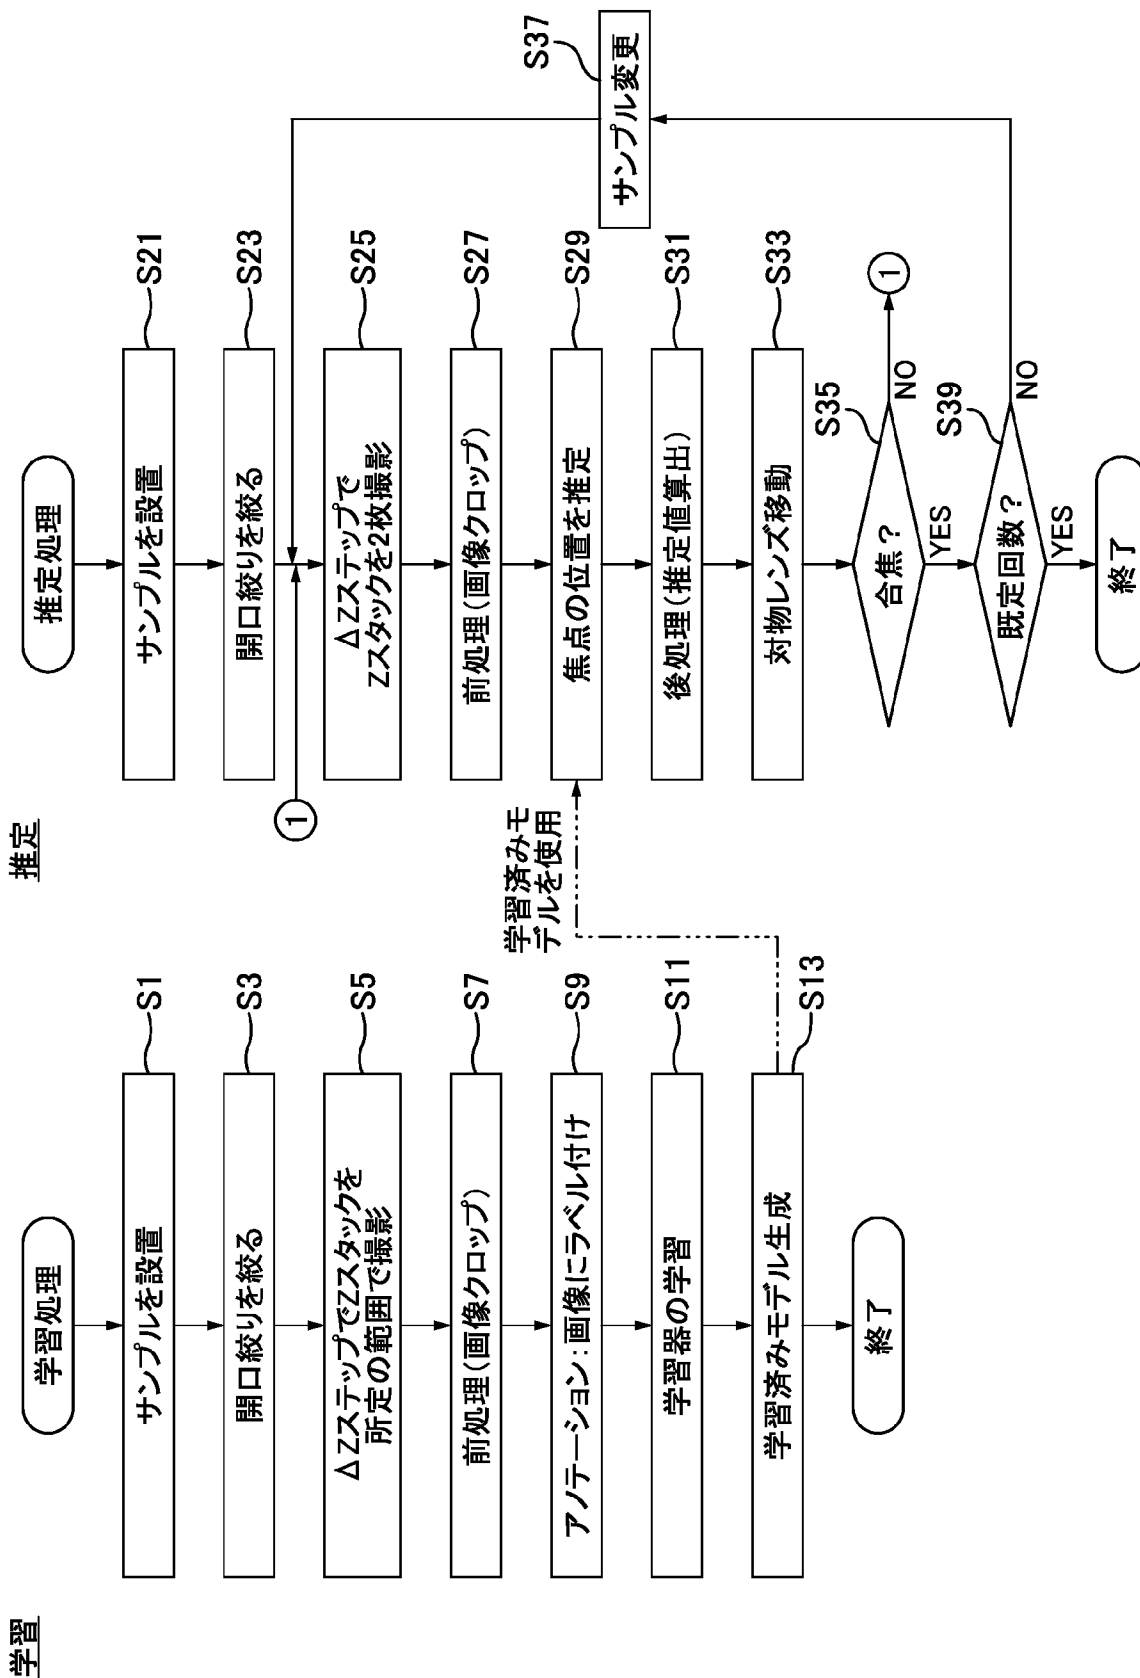 学習
学習処理
サンプルを設置
S1
開口絞りを絞る
S3
ΔZステップでZスタックを
所定の範囲で撮影
S5
前処理(画像クロップ)
S7
アノテーション:画像にラベル付け
S9
学習器の学習
S11
学習済みモデル生成
S13
終了
学習済みモ
デルを使用
推定
推定処理
サンプルを設置
S21
開口絞りを絞る
S23
1
ΔZステップで
Zスタックを2枚撮影
S25
前処理(画像クロップ)
S27
焦点の位置を推定
S29
後処理(推定値算出)
S31
対物レンズ移動
S33
合焦?
S35
NO
1
YES
既定回数?
S39
NO
YES
終了
サンプル変更
S37